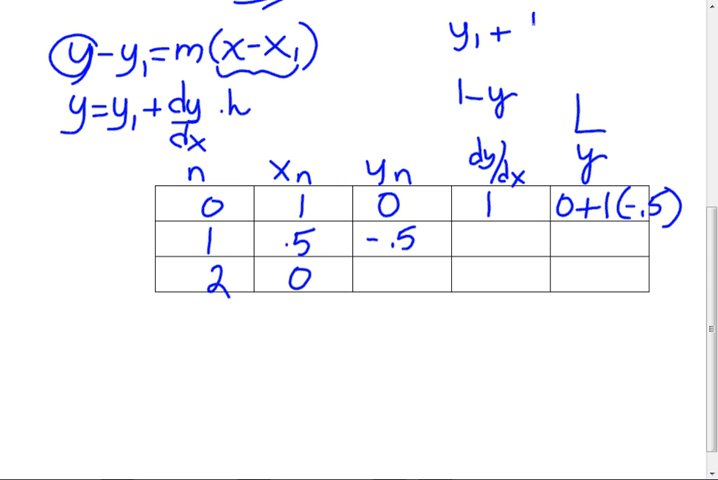 y-y₁=m(x-x₁)
y₁+
y=y₁+dy/dx·h
1-y
L
n xn yn dy/dx y
0 1 0 1 0+1(-.5)
1 .5 -.5
2 0